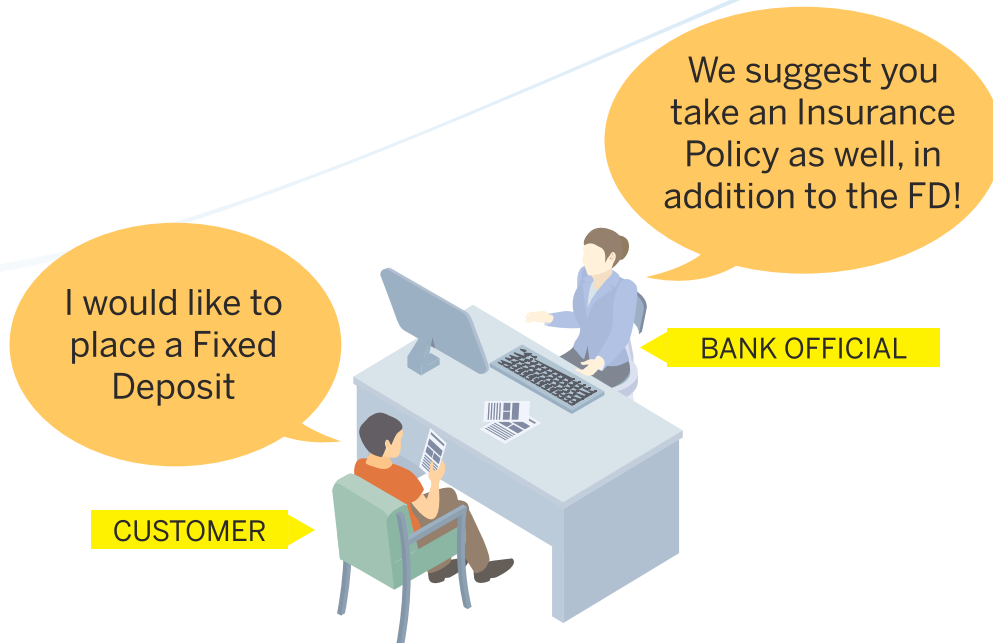 We suggest you
take an Insurance
Policy as well, in
addition to the FD!
I would like to
place a Fixed
Deposit
BANK OFFICIAL
CUSTOMER